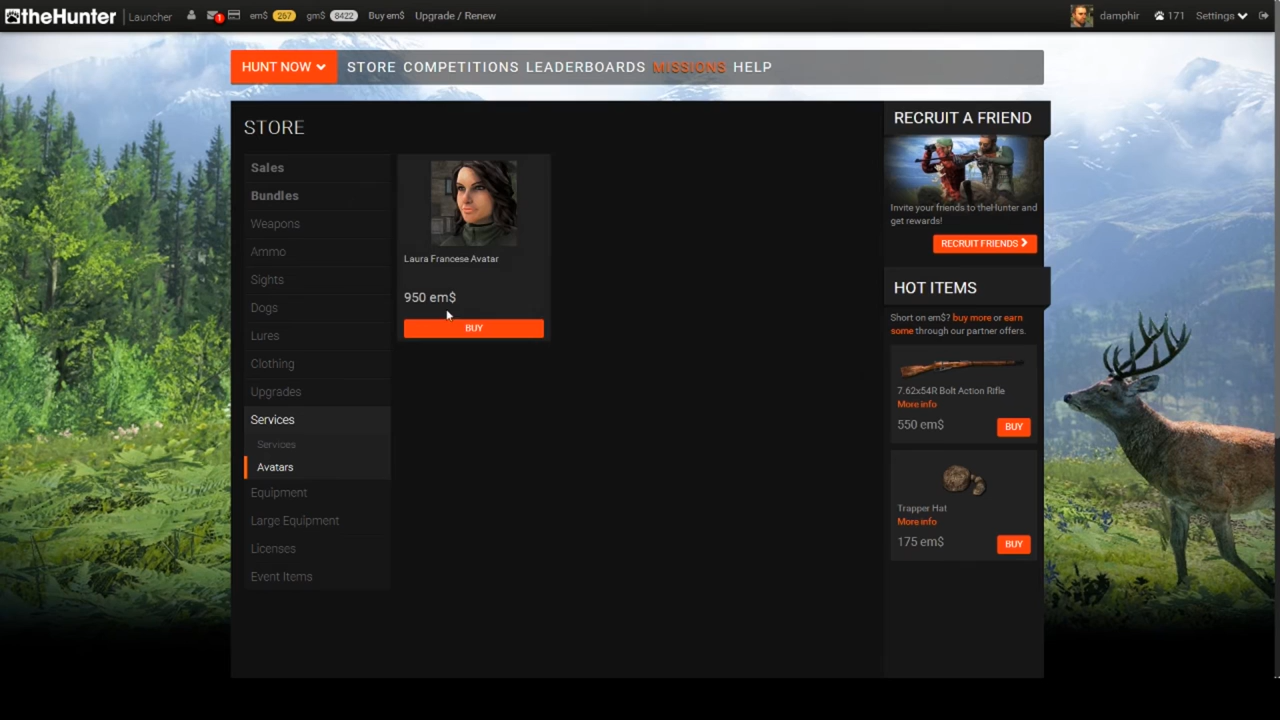 theHunter | Launcher 1 em$ 267 gm$ 8422 Buy em$ Upgrade / Renew damphir 171 Settings
HUNT NOW STORE COMPETITIONS LEADERBOARDS MISSIONS HELP
STORE
Sales
Bundles
Weapons
Ammo
Sights
Dogs
Lures
Clothing
Upgrades
Services
Services
Avatars
Equipment
Large Equipment
Licenses
Event Items
Laura Francese Avatar
950 em$
BUY
RECRUIT A FRIEND
Invite your friends to theHunter and
get rewards!
RECRUIT FRIENDS
HOT ITEMS
Short on em$? buy more or earn
some through our partner offers.
7.62x54R Bolt Action Rifle
More info
550 em$ BUY
Trapper Hat
More info
175 em$ BUY